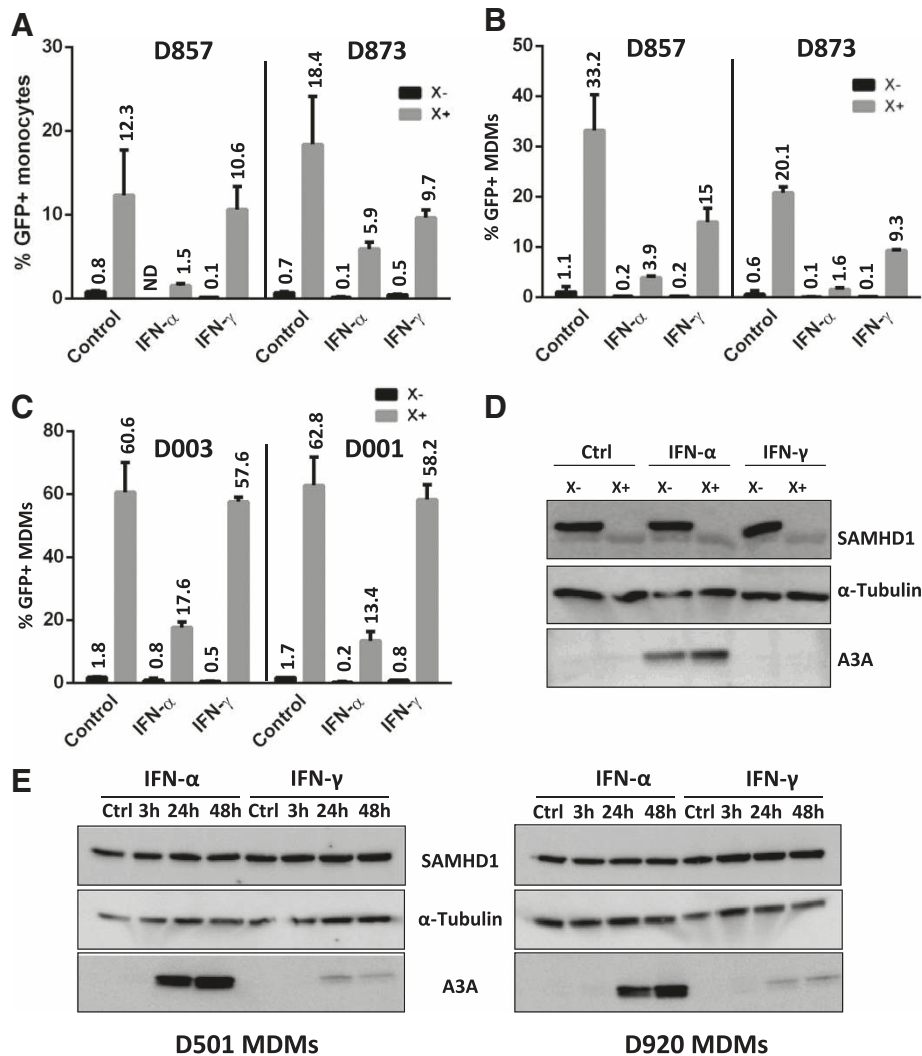 A
D857
D873
X-
X+
% GFP+ monocytes
30
20
10
0
0.8
12.3
ND
1.5
0.1
10.6
0.7
18.4
0.1
5.9
0.5
9.7
Control
IFN-α
IFN-γ
Control
IFN-α
IFN-γ
B
D857
D873
X-
X+
% GFP+ MDMs
50
40
30
20
10
0
1.1
33.2
0.2
3.9
0.2
15
0.6
20.1
0.1
1.6
0.1
9.3
Control
IFN-α
IFN-γ
Control
IFN-α
IFN-γ
C
X-
X+
D003
D001
% GFP+ MDMs
80
60
40
20
0
1.8
60.6
0.8
17.6
0.5
57.6
1.7
62.8
0.2
13.4
0.8
58.2
Control
IFN-α
IFN-γ
Control
IFN-α
IFN-γ
D
Ctrl IFN-α IFN-γ
X- X+ X- X+ X- X+
SAMHD1
α-Tubulin
A3A
E
IFN-α IFN-γ
Ctrl 3h 24h 48h Ctrl 3h 24h 48h
IFN-α IFN-γ
Ctrl 3h 24h 48h Ctrl 3h 24h 48h
SAMHD1
α-Tubulin
A3A
D501 MDMs
D920 MDMs